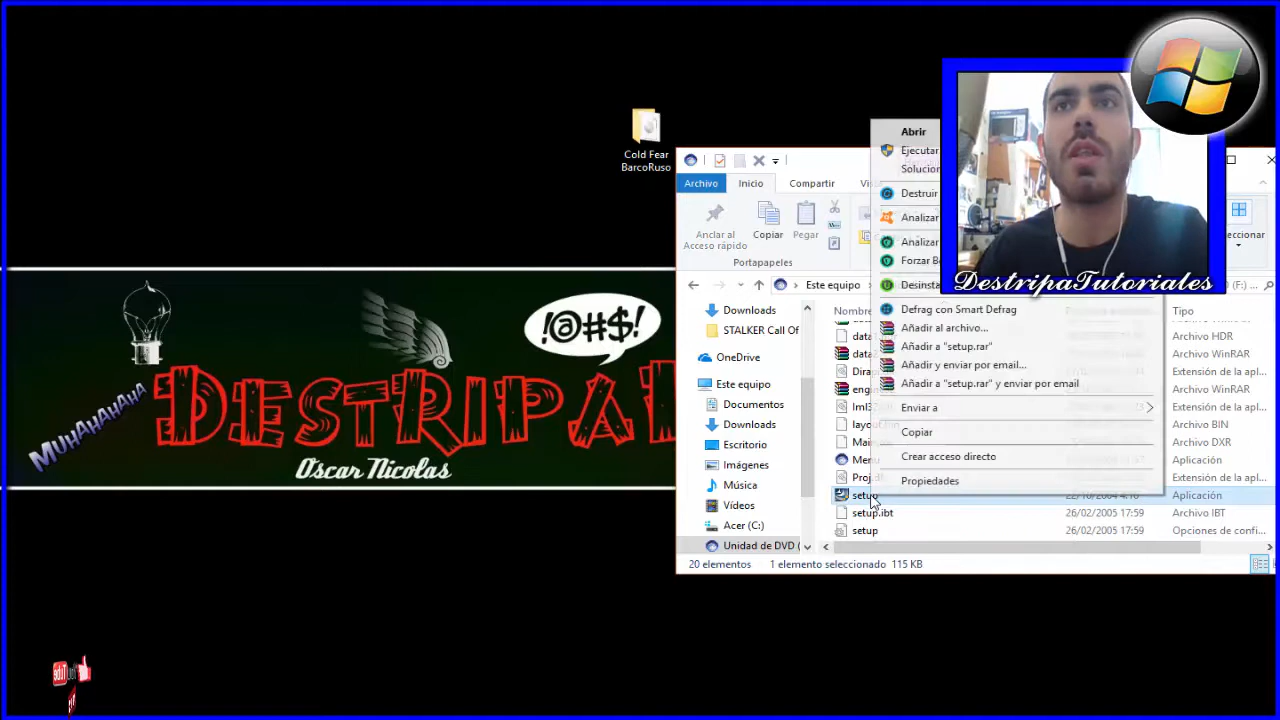 Cold Fear
BarcoRuso
MuHaHaHaHa
DESTRIPA
Oscar Nicolas
!@#$!
DestripaTutoriales
Archivo
Inicio
Compartir
Anclar al
Acceso rápido
Copiar
Pegar
Portapapeles
Este equipo
Downloads
STALKER Call Of
OneDrive
Este equipo
Documentos
Downloads
Escritorio
Imágenes
Música
Vídeos
Acer (C:)
Unidad de DVD (
Abrir
Ejecutar
Solucion
Destruir
Analizar
Analizar
Defrag con Smart Defrag
Añadir al archivo...
Añadir a "setup.rar"
Añadir y enviar por email...
Añadir a "setup.rar" y enviar por email
Enviar a
Copiar
Crear acceso directo
Propiedades
Tipo
Archivo HDR
Archivo WinRAR
Extensión de la apl
Archivo WinRAR
Extensión de la apl
Archivo BIN
Archivo DXR
Aplicación
Extensión de la apl
setup Aplicación
setup.ibt 26/02/2005 17:59 Archivo IBT
setup 26/02/2005 17:59 Opciones de confi
20 elementos 1 elemento seleccionado 115 KB